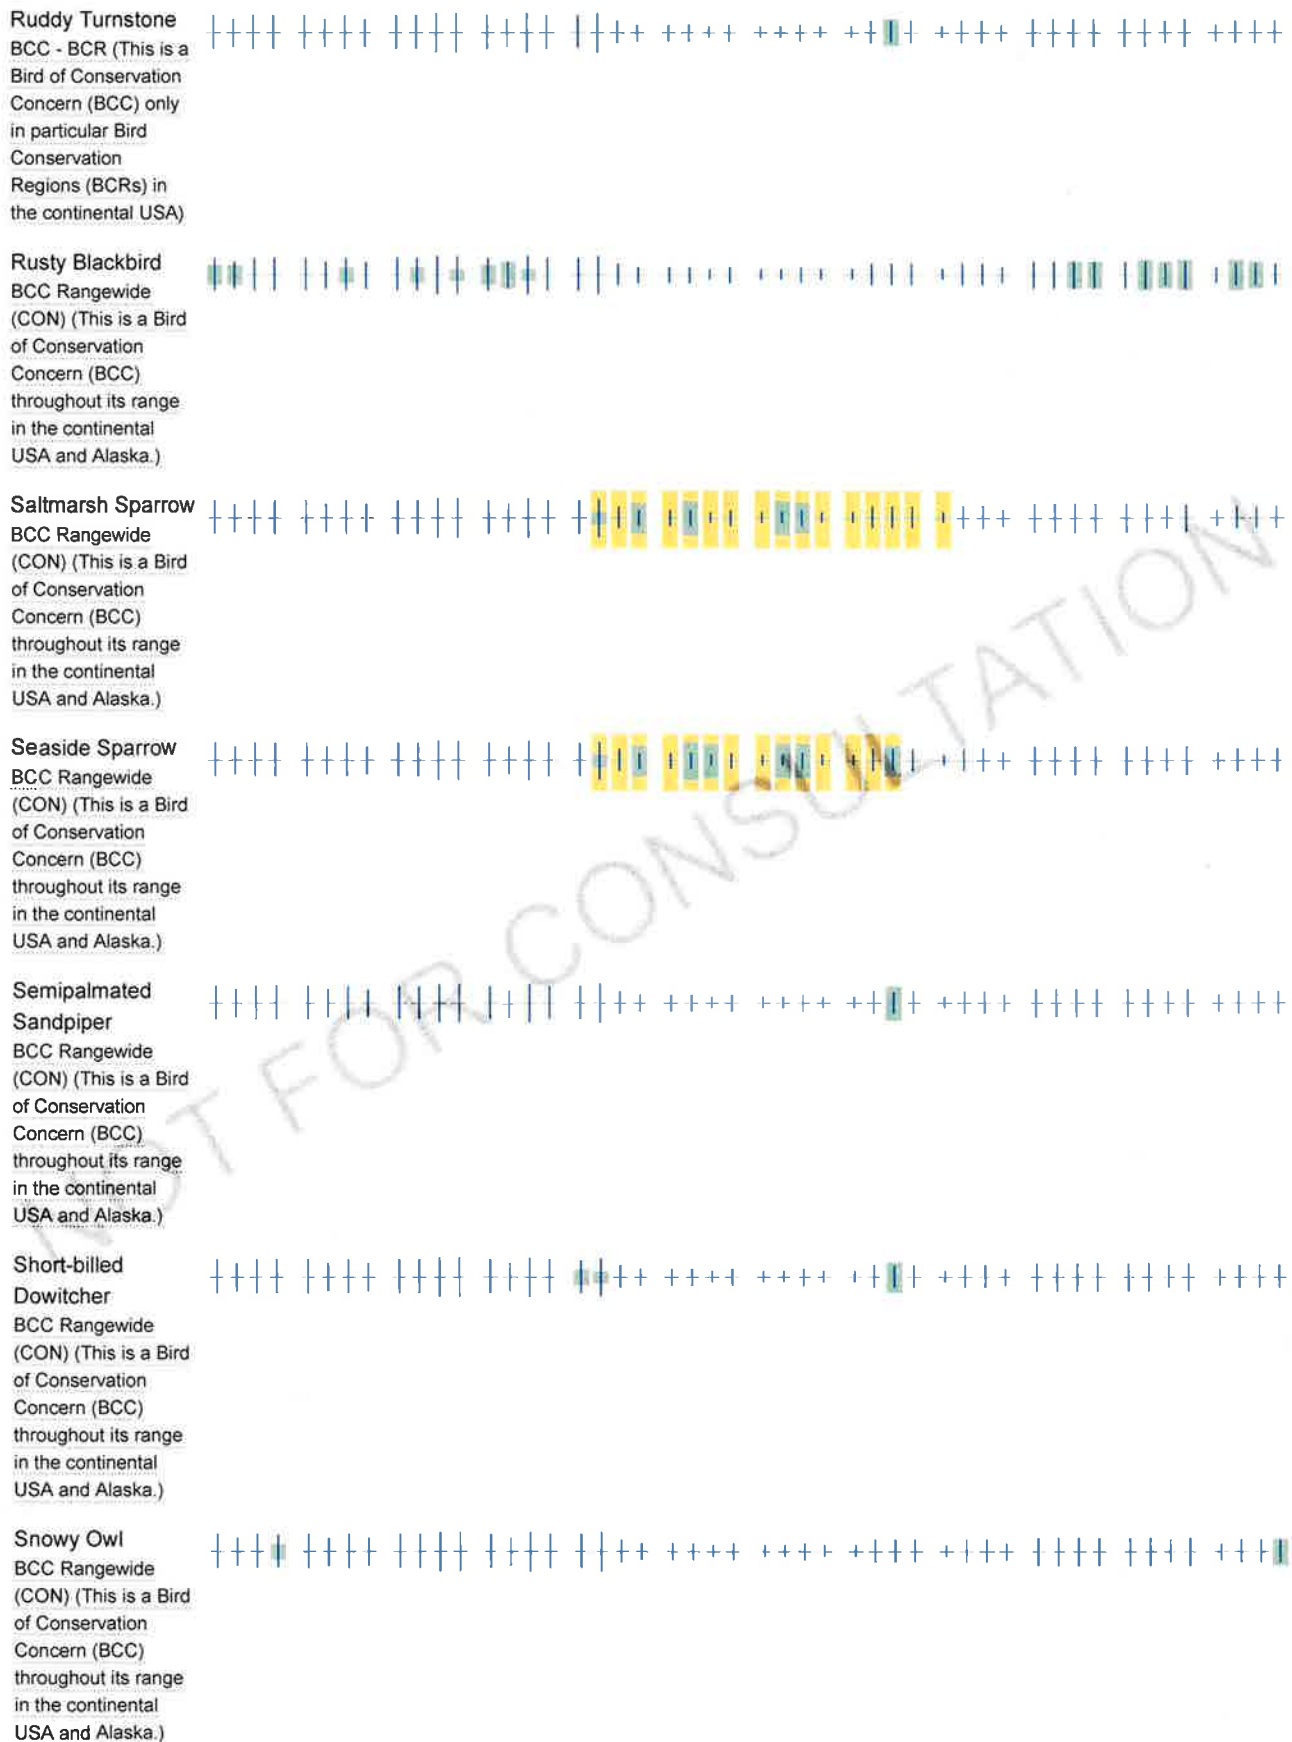 Ruddy Turnstone
BCC - BCR (This is a
Bird of Conservation
Concern (BCC) only
in particular Bird
Conservation
Regions (BCRs) in
the continental USA)
Rusty Blackbird
BCC Rangewide
(CON) (This is a Bird
of Conservation
Concern (BCC)
throughout its range
in the continental
USA and Alaska.)
Saltmarsh Sparrow
BCC Rangewide
(CON) (This is a Bird
of Conservation
Concern (BCC)
throughout its range
in the continental
USA and Alaska.)
Seaside Sparrow
BCC Rangewide
(CON) (This is a Bird
of Conservation
Concern (BCC)
throughout its range
in the continental
USA and Alaska.)
Semipalmated
Sandpiper
BCC Rangewide
(CON) (This is a Bird
of Conservation
Concern (BCC)
throughout its range
in the continental
USA and Alaska.)
Short-billed
Dowitcher
BCC Rangewide
(CON) (This is a Bird
of Conservation
Concern (BCC)
throughout its range
in the continental
USA and Alaska.)
Snowy Owl
BCC Rangewide
(CON) (This is a Bird
of Conservation
Concern (BCC)
throughout its range
in the continental
USA and Alaska.)
NOT FOR CONSULTATION